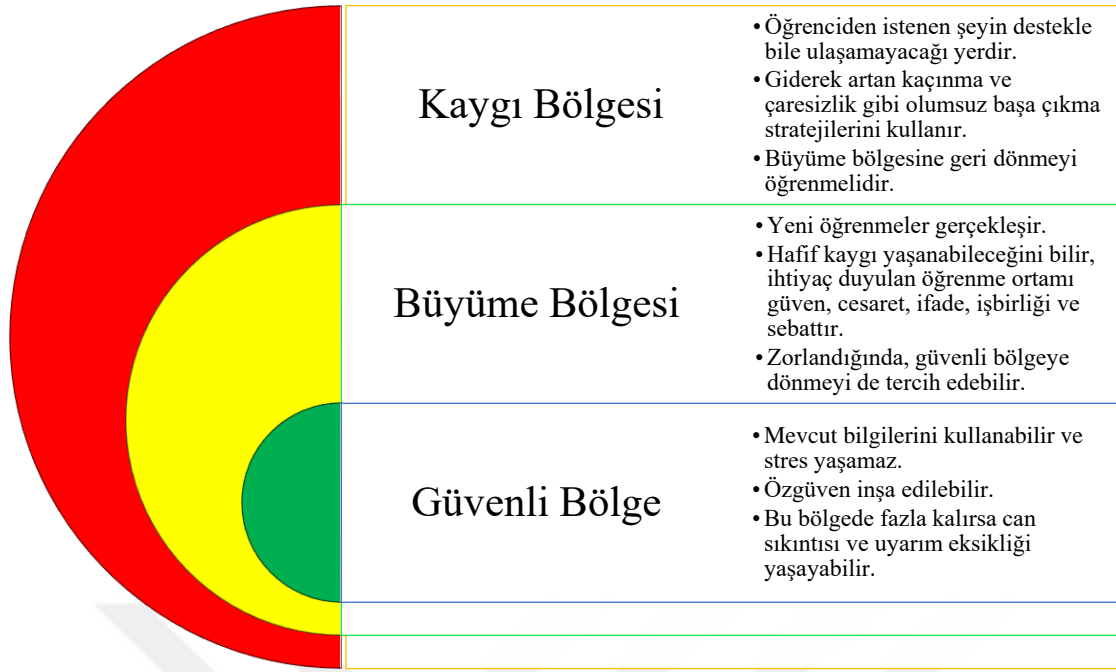 Kaygı Bölgesi
• Öğrenciden istenen şeyin destekle
bile ulaşamayacağı yerdir.
• Giderek artan kaçınma ve
çaresizlik gibi olumsuz başa çıkma
stratejilerini kullanır.
• Büyüme bölgesine geri dönmeyi
öğrenmelidir.
Büyüme Bölgesi
• Yeni öğrenmeler gerçekleşir.
• Hafif kaygı yaşanabileceğini bilir,
ihtiyaç duyulan öğrenme ortamı
güven, cesaret, ifade, işbirliği ve
sebattır.
• Zorlandığında, güvenli bölgeye
dönmeyi de tercih edebilir.
Güvenli Bölge
• Mevcut bilgilerini kullanabilir ve
stres yaşamaz.
• Özgüven inşa edilebilir.
• Bu bölgede fazla kalırsa can
sıkıntısı ve uyarım eksikliği
yaşayabilir.